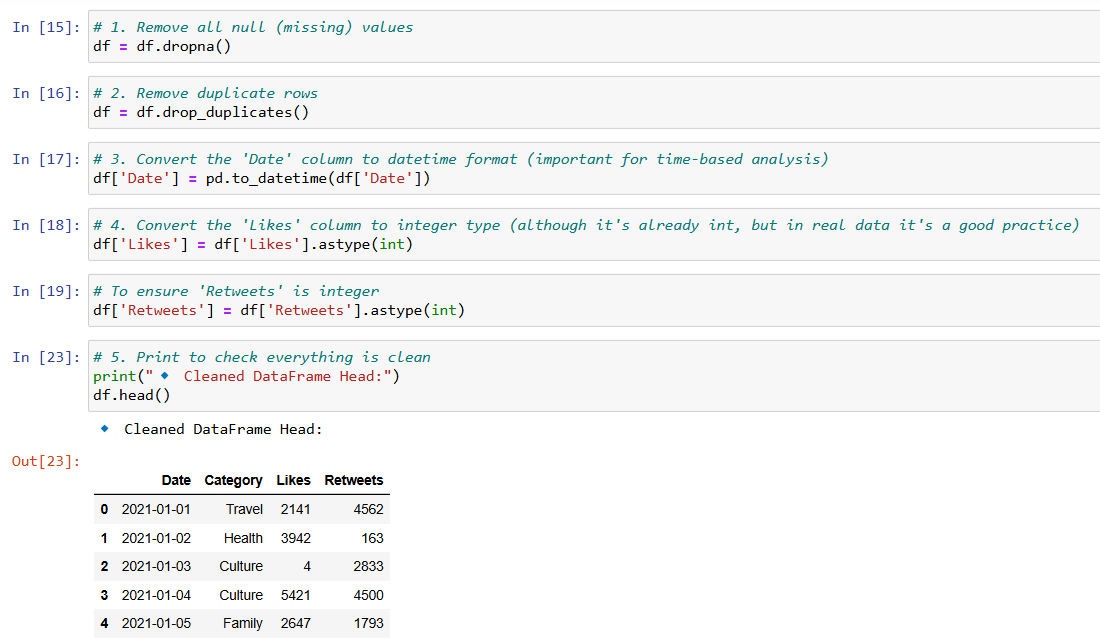 In [15]: # 1. Remove all null (missing) values
df = df.dropna()
In [16]: # 2. Remove duplicate rows
df = df.drop_duplicates()
In [17]: # 3. Convert the 'Date' column to datetime format (important for time-based analysis)
df['Date'] = pd.to_datetime(df['Date'])
In [18]: # 4. Convert the 'Likes' column to integer type (although it's already int, but in real data it's a good practice)
df['Likes'] = df['Likes'].astype(int)
In [19]: # To ensure 'Retweets' is integer
df['Retweets'] = df['Retweets'].astype(int)
In [23]: # 5. Print to check everything is clean
print("🔹 Cleaned DataFrame Head:")
df.head()
🔹 Cleaned DataFrame Head:
Out[23]:
Date Category Likes Retweets
0 2021-01-01 Travel 2141 4562
1 2021-01-02 Health 3942 163
2 2021-01-03 Culture 4 2833
3 2021-01-04 Culture 5421 4500
4 2021-01-05 Family 2647 1793